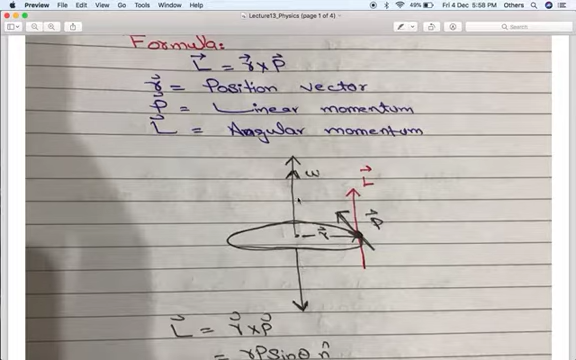 Preview File Edit View Go Tools Window Help 49% Fri 4 Dec 5:58 PM Others
Lecture13_Physics (page 1 of 4)
Search
Formula:
L⃗ = r⃗ × P⃗
r⃗ = Position vector
P⃗ = Linear momentum
L⃗ = Angular momentum
ω
L⃗
P⃗
r⃗
L⃗ = r⃗ × P⃗
= rPsinθ n̂